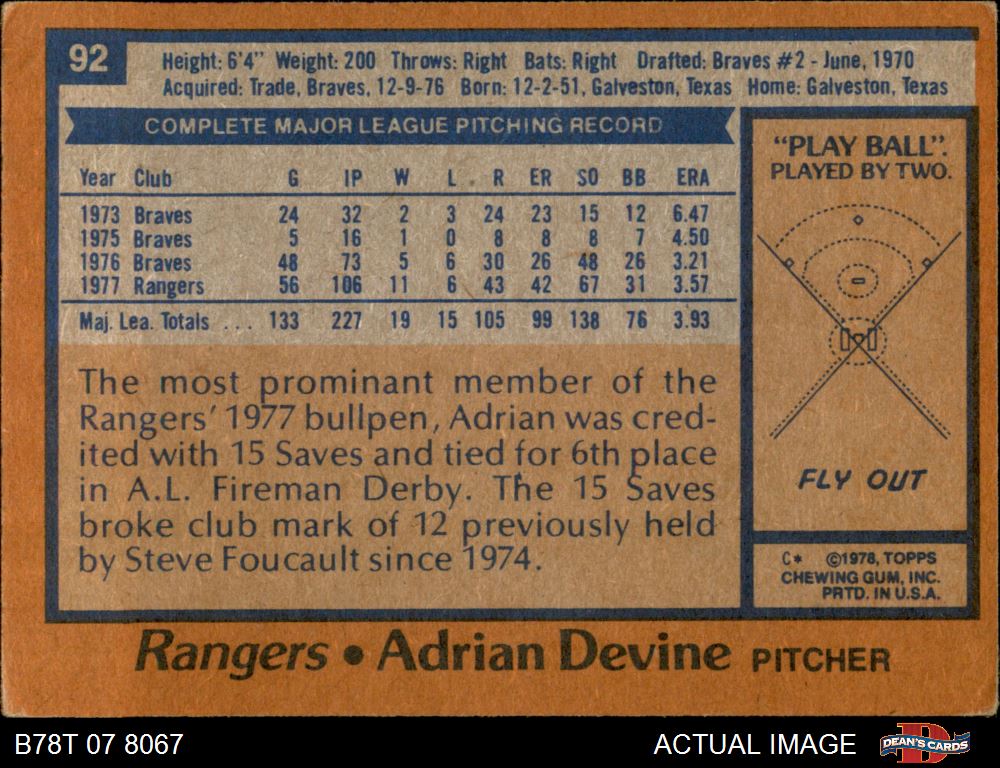 92
Height: 6'4" Weight: 200 Throws: Right Bats: Right Drafted: Braves #2 - June, 1970
Acquired: Trade, Braves, 12-9-76 Born: 12-2-51, Galveston, Texas Home: Galveston, Texas
COMPLETE MAJOR LEAGUE PITCHING RECORD
Year Club G IP W L R ER SO BB ERA
1973 Braves 24 32 2 3 24 23 15 12 6.47
1975 Braves 5 16 1 0 8 8 8 7 4.50
1976 Braves 48 73 5 6 30 26 48 26 3.21
1977 Rangers 56 106 11 6 43 42 67 31 3.57
Maj. Lea. Totals ... 133 227 19 15 105 99 138 76 3.93
The most prominant member of the
Rangers' 1977 bullpen, Adrian was cred-
ited with 15 Saves and tied for 6th place
in A.L. Fireman Derby. The 15 Saves
broke club mark of 12 previously held
by Steve Foucault since 1974.
"PLAY BALL".
PLAYED BY TWO.
FLY OUT
C* ©1978, TOPPS
CHEWING GUM, INC.
PRTD. IN U.S.A.
Rangers • Adrian Devine PITCHER
B78T 07 8067
ACTUAL IMAGE
DEAN'S CARDS